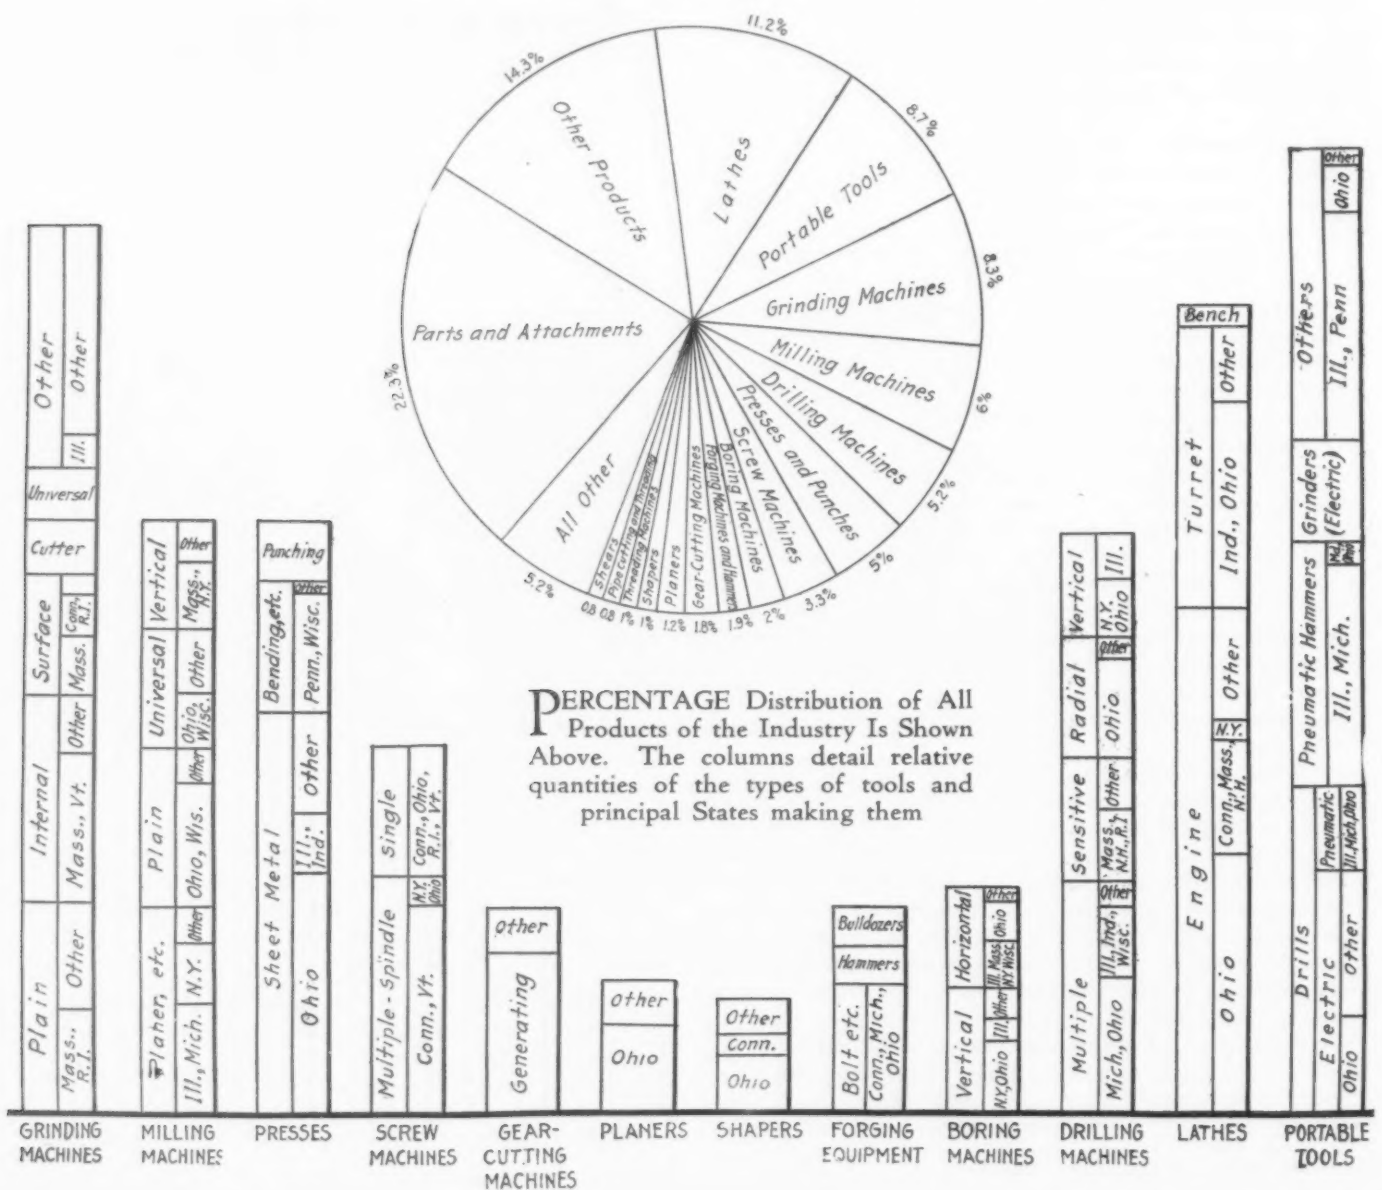 11.2%
14.3%
8.7%
8.3%
6%
5.2%
5%
3.3%
2%
1.9%
1.8%
1.2%
1%
1%
0.8
0.8
5.2%
22.3%
Other Products
Lathes
Portable Tools
Grinding Machines
Milling Machines
Drilling Machines
Presses and Punches
Screw Machines
Boring Machines
Forging Machines and Hammers
Gear-Cutting Machines
Planers
Shapers
Threading Machines
Pipe Cutting and Threading
Shears
All Other
Parts and Attachments
PERCENTAGE Distribution of All
Products of the Industry Is Shown
Above. The columns detail relative
quantities of the types of tools and
principal States making them
Other
Other
Ill.
Universal
Cutter
Surface
Conn., R.I.
Mass.
Internal
Other
Mass., Vt.
Plain
Other
Mass., R.I.
GRINDING
MACHINES
Vertical
Other
Mass., N.Y.
Universal
Other
Ohio, Wisc.
Plain
Other
Ohio, Wis.
Planer, etc.
Other
N.Y.
Ill., Mich.
MILLING
MACHINES
Punching
Bending, etc.
Other
Penn., Wisc.
Sheet Metal
Other
Ill., Ind.
Ohio
PRESSES
Single
Conn., Ohio,
R.I., Vt.
Multiple-Spindle
N.Y. Ohio
Conn., Vt.
SCREW
MACHINES
Other
Generating
GEAR-
CUTTING
MACHINES
Other
Ohio
PLANERS
Other
Conn.
Ohio
SHAPERS
Bulldozers
Hammers
Bolt etc.
Conn., Mich.,
Ohio
FORGING
EQUIPMENT
Horizontal
Other
Ohio
Ill. Mass
N.Y. Wisc.
Vertical
Other
Ill.
N.Y., Ohio
BORING
MACHINES
Vertical
Ill.
N.Y. Ohio
Radial
Other
Ohio
Sensitive
Other
Mass.,
N.H., R.I
Multiple
Other
Ill., Ind.,
Wisc.
Mich., Ohio
DRILLING
MACHINES
Bench
Turret
Other
Ind., Ohio
Engine
Other
N.Y.
Conn., Mass.,
N.H.
Ohio
LATHES
Others
Other
Ohio
Ill., Penn
Grinders
(Electric)
Pneumatic Hammers
Md., Ohio
Ill., Mich.
Drills
Pneumatic
Ill., Mich, Ohio
Electric
Other
Ohio
PORTABLE
TOOLS